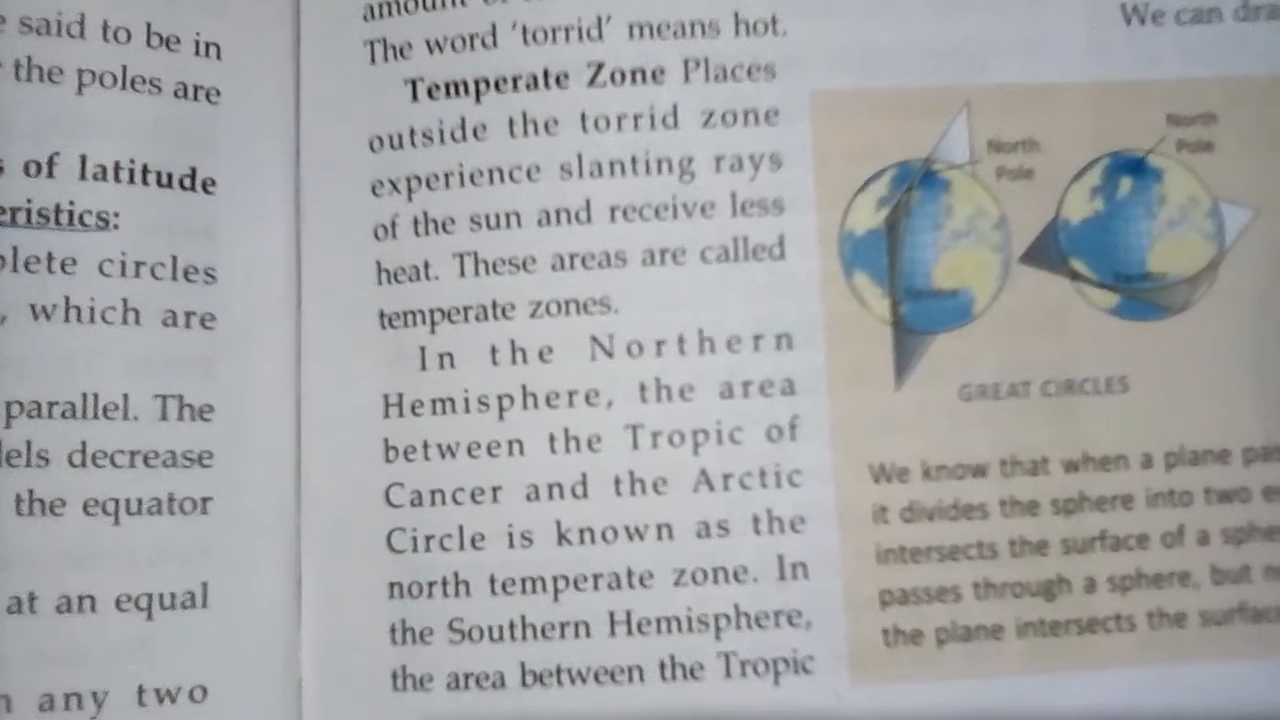 said to be in
the poles are
of latitude
eristics:
plete circles
, which are
parallel. The
lels decrease
the equator
at an equal
n any two
amount of
The word 'torrid' means hot.
Temperate Zone Places
outside the torrid zone
experience slanting rays
of the sun and receive less
heat. These areas are called
temperate zones.
In the Northern
Hemisphere, the area
between the Tropic of
Cancer and the Arctic
Circle is known as the
north temperate zone. In
the Southern Hemisphere,
the area between the Tropic
We can dra
North
Pole
North
Pole
Equator
GREAT CIRCLES
We know that when a plane pas
it divides the sphere into two e
intersects the surface of a sphe
passes through a sphere, but n
the plane intersects the surfac